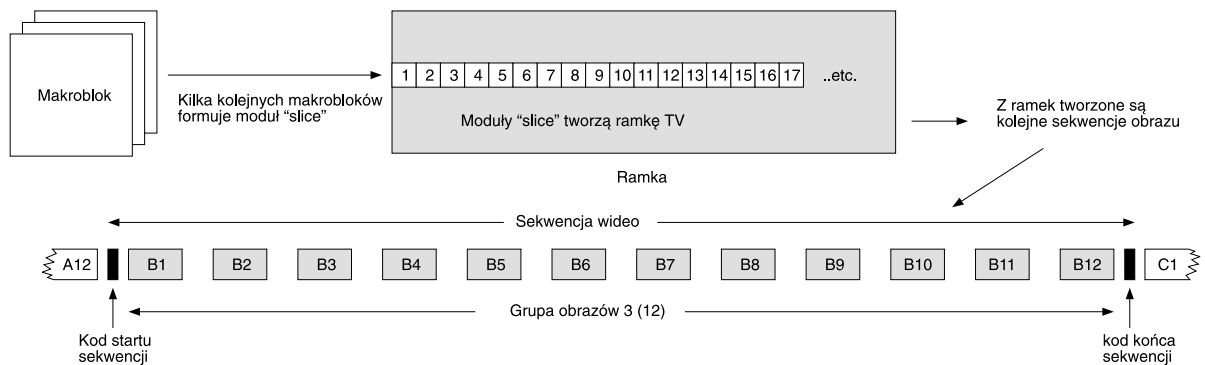 Makroblok
Kilka kolejnych makrobloków
formuje moduł “slice”
1 2 3 4 5 6 7 8 9 10 11 12 13 14 15 16 17 ..etc.
Moduły “slice” tworzą ramkę TV
Z ramek tworzone są
kolejne sekwencje obrazu
Ramka
Sekwencja wideo
A12 B1 B2 B3 B4 B5 B6 B7 B8 B9 B10 B11 B12 C1
Grupa obrazów 3 (12)
Kod startu
sekwencji
kod końca
sekwencji